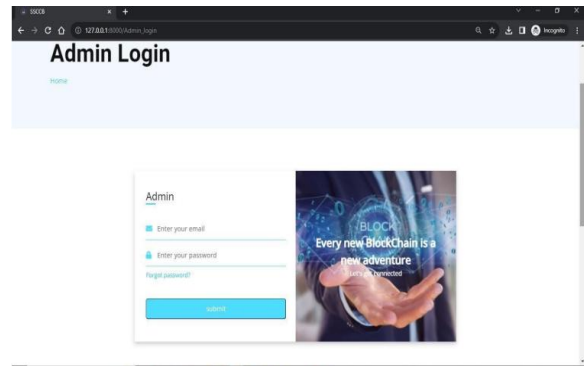 SSCCB
127.0.0.1:8000/Admin_login
Incognito
Admin Login
Home
Admin
Enter your email
Enter your password
Forgot password?
submit
BLOCK
Every new BlockChain is a
new adventure
Let's get connected